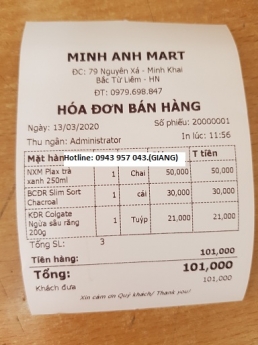 MINH ANH MART
ĐC: 79 Nguyên Xá - Minh Khai
Bắc Từ Liêm - HN
ĐT: 0979.698.847
HÓA ĐƠN BÁN HÀNG
Ngày: 13/03/2020 Số phiếu: 20000001
Thu ngân: Administrator In lúc: 11:56
Mặt hàn Hotline: 0943 957 043.(GIANG) T tiền
NXM Plax trà xanh 250ml 1 Chai 50,000 50,000
BCDR Slim Sort Chacroal 1 cái 30,000 30,000
KĐR Colgate Ngừa sâu răng 200g 1 Tuýp 21,000 21,000
Tổng SL: 3
Tiền hàng: 101,000
Tổng: 101,000
Khách đưa 101,000
Xin cảm ơn Quý khách/ Thank you!